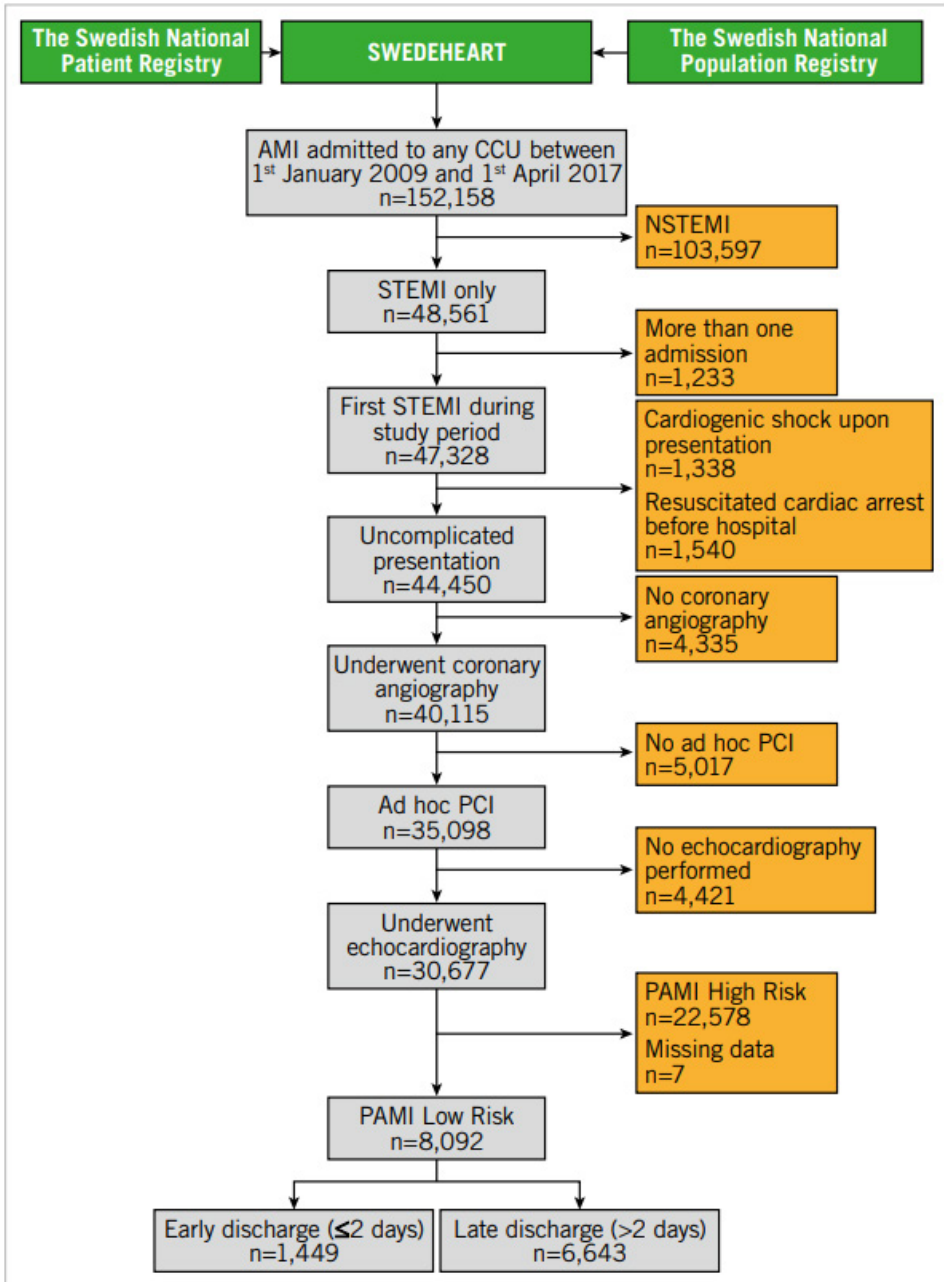 The Swedish National
Patient Registry
SWEDEHEART
The Swedish National
Population Registry
AMI admitted to any CCU between
1st January 2009 and 1st April 2017
n=152,158
NSTEMI
n=103,597
STEMI only
n=48,561
More than one
admission
n=1,233
First STEMI during
study period
n=47,328
Cardiogenic shock upon
presentation
n=1,338
Resuscitated cardiac arrest
before hospital
n=1,540
Uncomplicated
presentation
n=44,450
No coronary
angiography
n=4,335
Underwent coronary
angiography
n=40,115
No ad hoc PCI
n=5,017
Ad hoc PCI
n=35,098
No echocardiography
performed
n=4,421
Underwent
echocardiography
n=30,677
PAMI High Risk
n=22,578
Missing data
n=7
PAMI Low Risk
n=8,092
Early discharge (≤2 days)
n=1,449
Late discharge (>2 days)
n=6,643